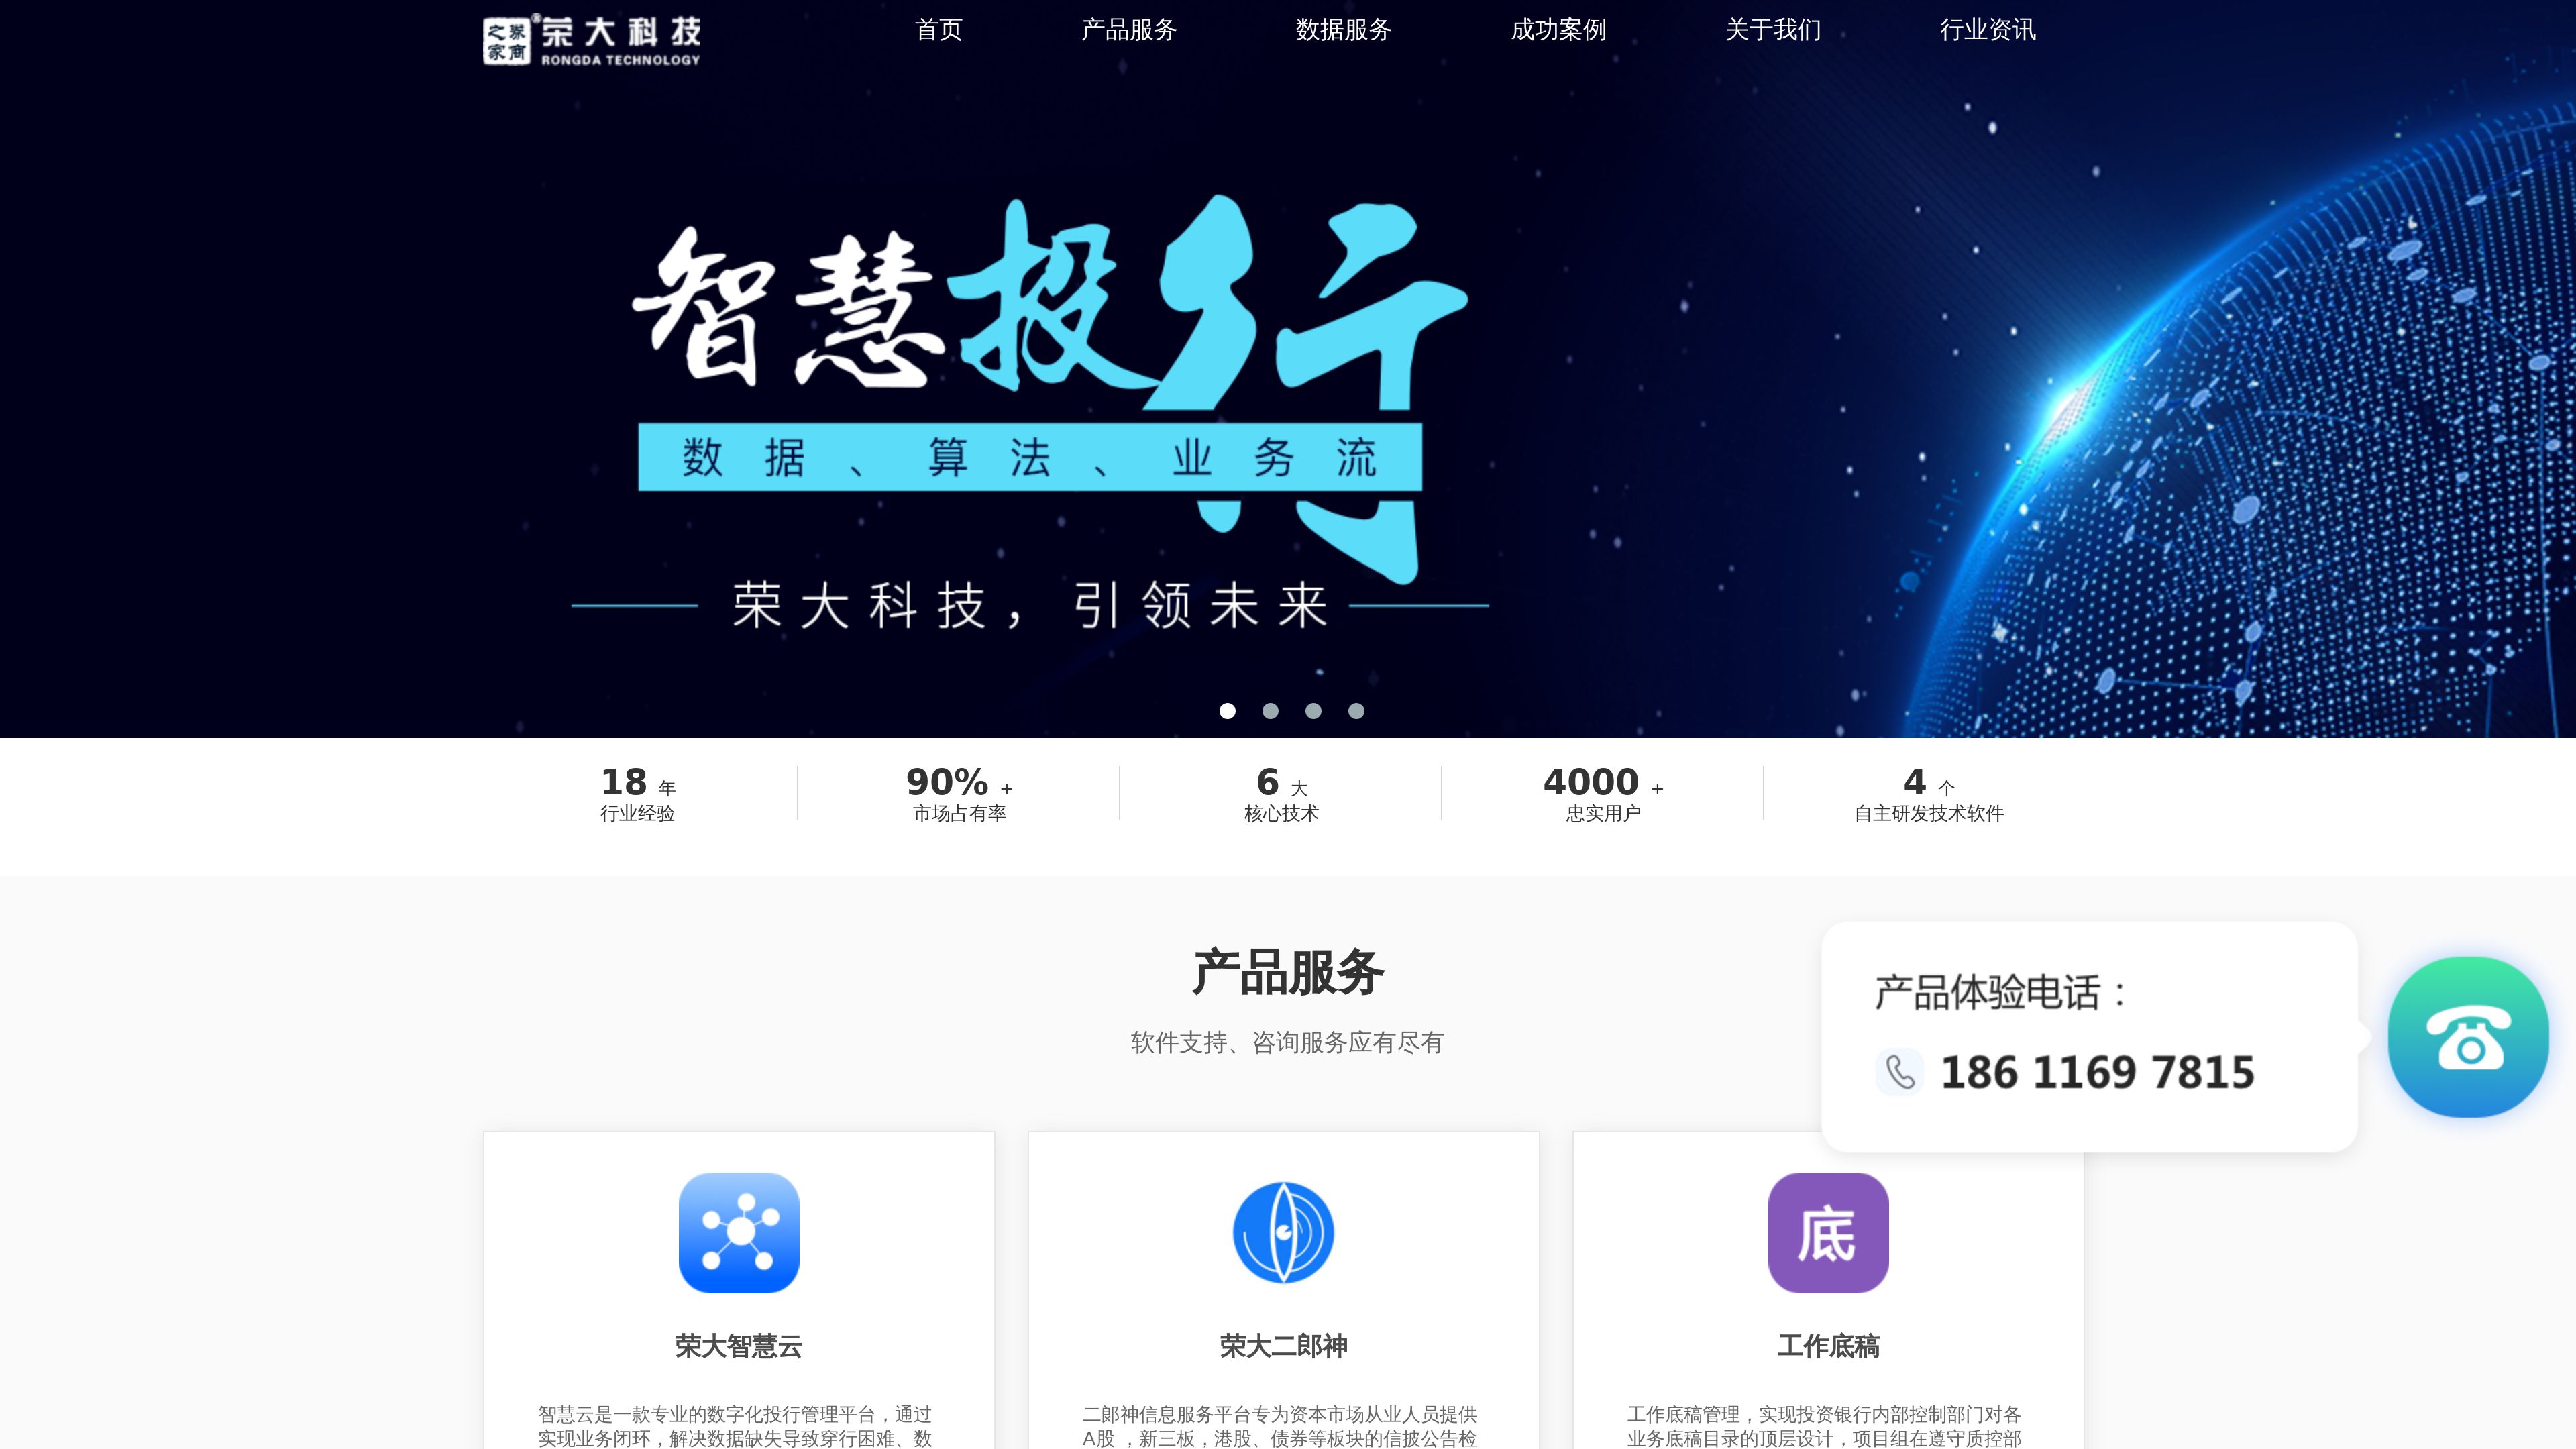 券商之家®
荣大科技
RONGDA TECHNOLOGY
首页 产品服务 数据服务 成功案例 关于我们 行业资讯
智慧投行
数据、算法、业务流
荣大科技，引领未来
18 年
行业经验
90% +
市场占有率
6 大
核心技术
4000 +
忠实用户
4 个
自主研发技术软件
产品服务
软件支持、咨询服务应有尽有
产品体验电话：
186 1169 7815
荣大智慧云
智慧云是一款专业的数字化投行管理平台，通过
实现业务闭环，解决数据缺失导致穿行困难、数
荣大二郎神
二郎神信息服务平台专为资本市场从业人员提供
A股 ，新三板，港股、债券等板块的信披公告检
底
工作底稿
工作底稿管理，实现投资银行内部控制部门对各
业务底稿目录的顶层设计，项目组在遵守质控部